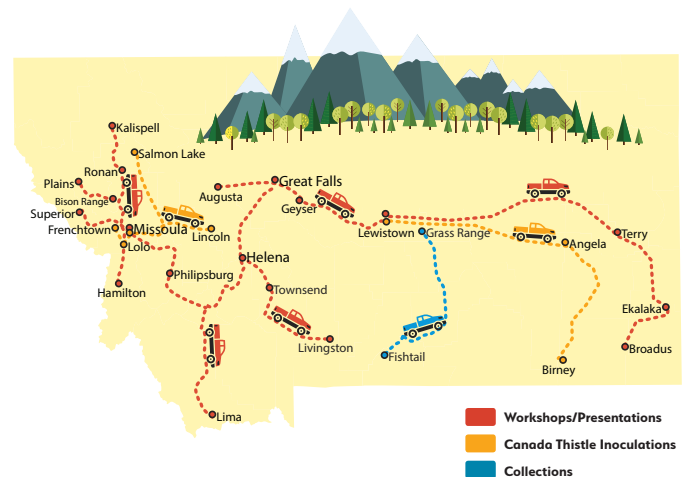 Kalispell
Salmon Lake
Ronan
Plains
Bison Range
Superior
Frenchtown
Missoula
Lolo
Lincoln
Hamilton
Philipsburg
Augusta
Great Falls
Geyser
Helena
Townsend
Livingston
Lima
Lewistown
Grass Range
Fishtail
Angela
Terry
Ekalaka
Broadus
Birney
Workshops/Presentations
Canada Thistle Inoculations
Collections